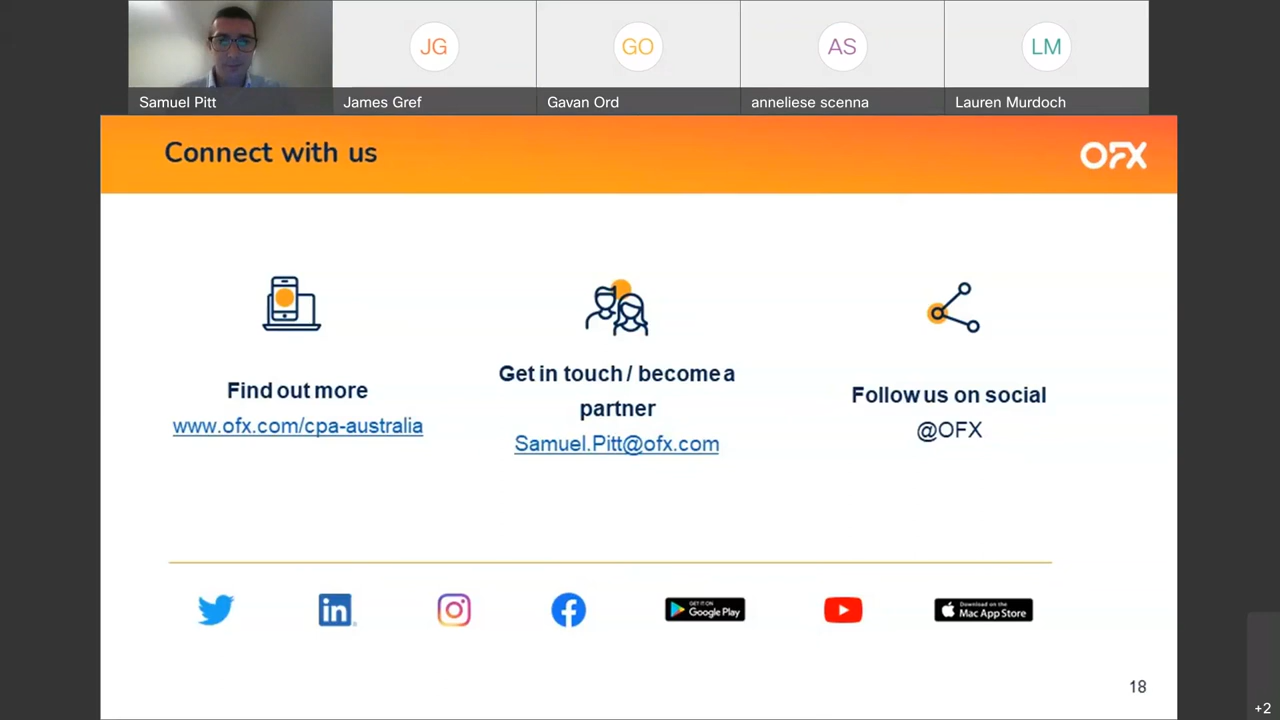 JG
GO
AS
LM
Samuel Pitt
James Gref
Gavan Ord
anneliese scenna
Lauren Murdoch
Connect with us
OFX
Find out more
www.ofx.com/cpa-australia
Get in touch / become a
partner
Samuel.Pitt@ofx.com
Follow us on social
@OFX
in
GET IT ON
Google Play
Download on the
Mac App Store
18
+2